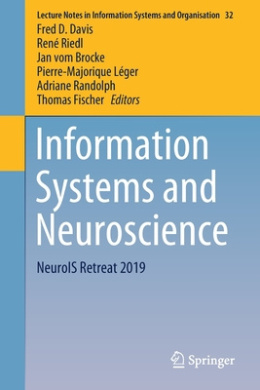 Lecture Notes in Information Systems and Organisation 32
Fred D. Davis
René Riedl
Jan vom Brocke
Pierre-Majorique Léger
Adriane Randolph
Thomas Fischer Editors
Information
Systems and
Neuroscience
NeuroIS Retreat 2019
Springer